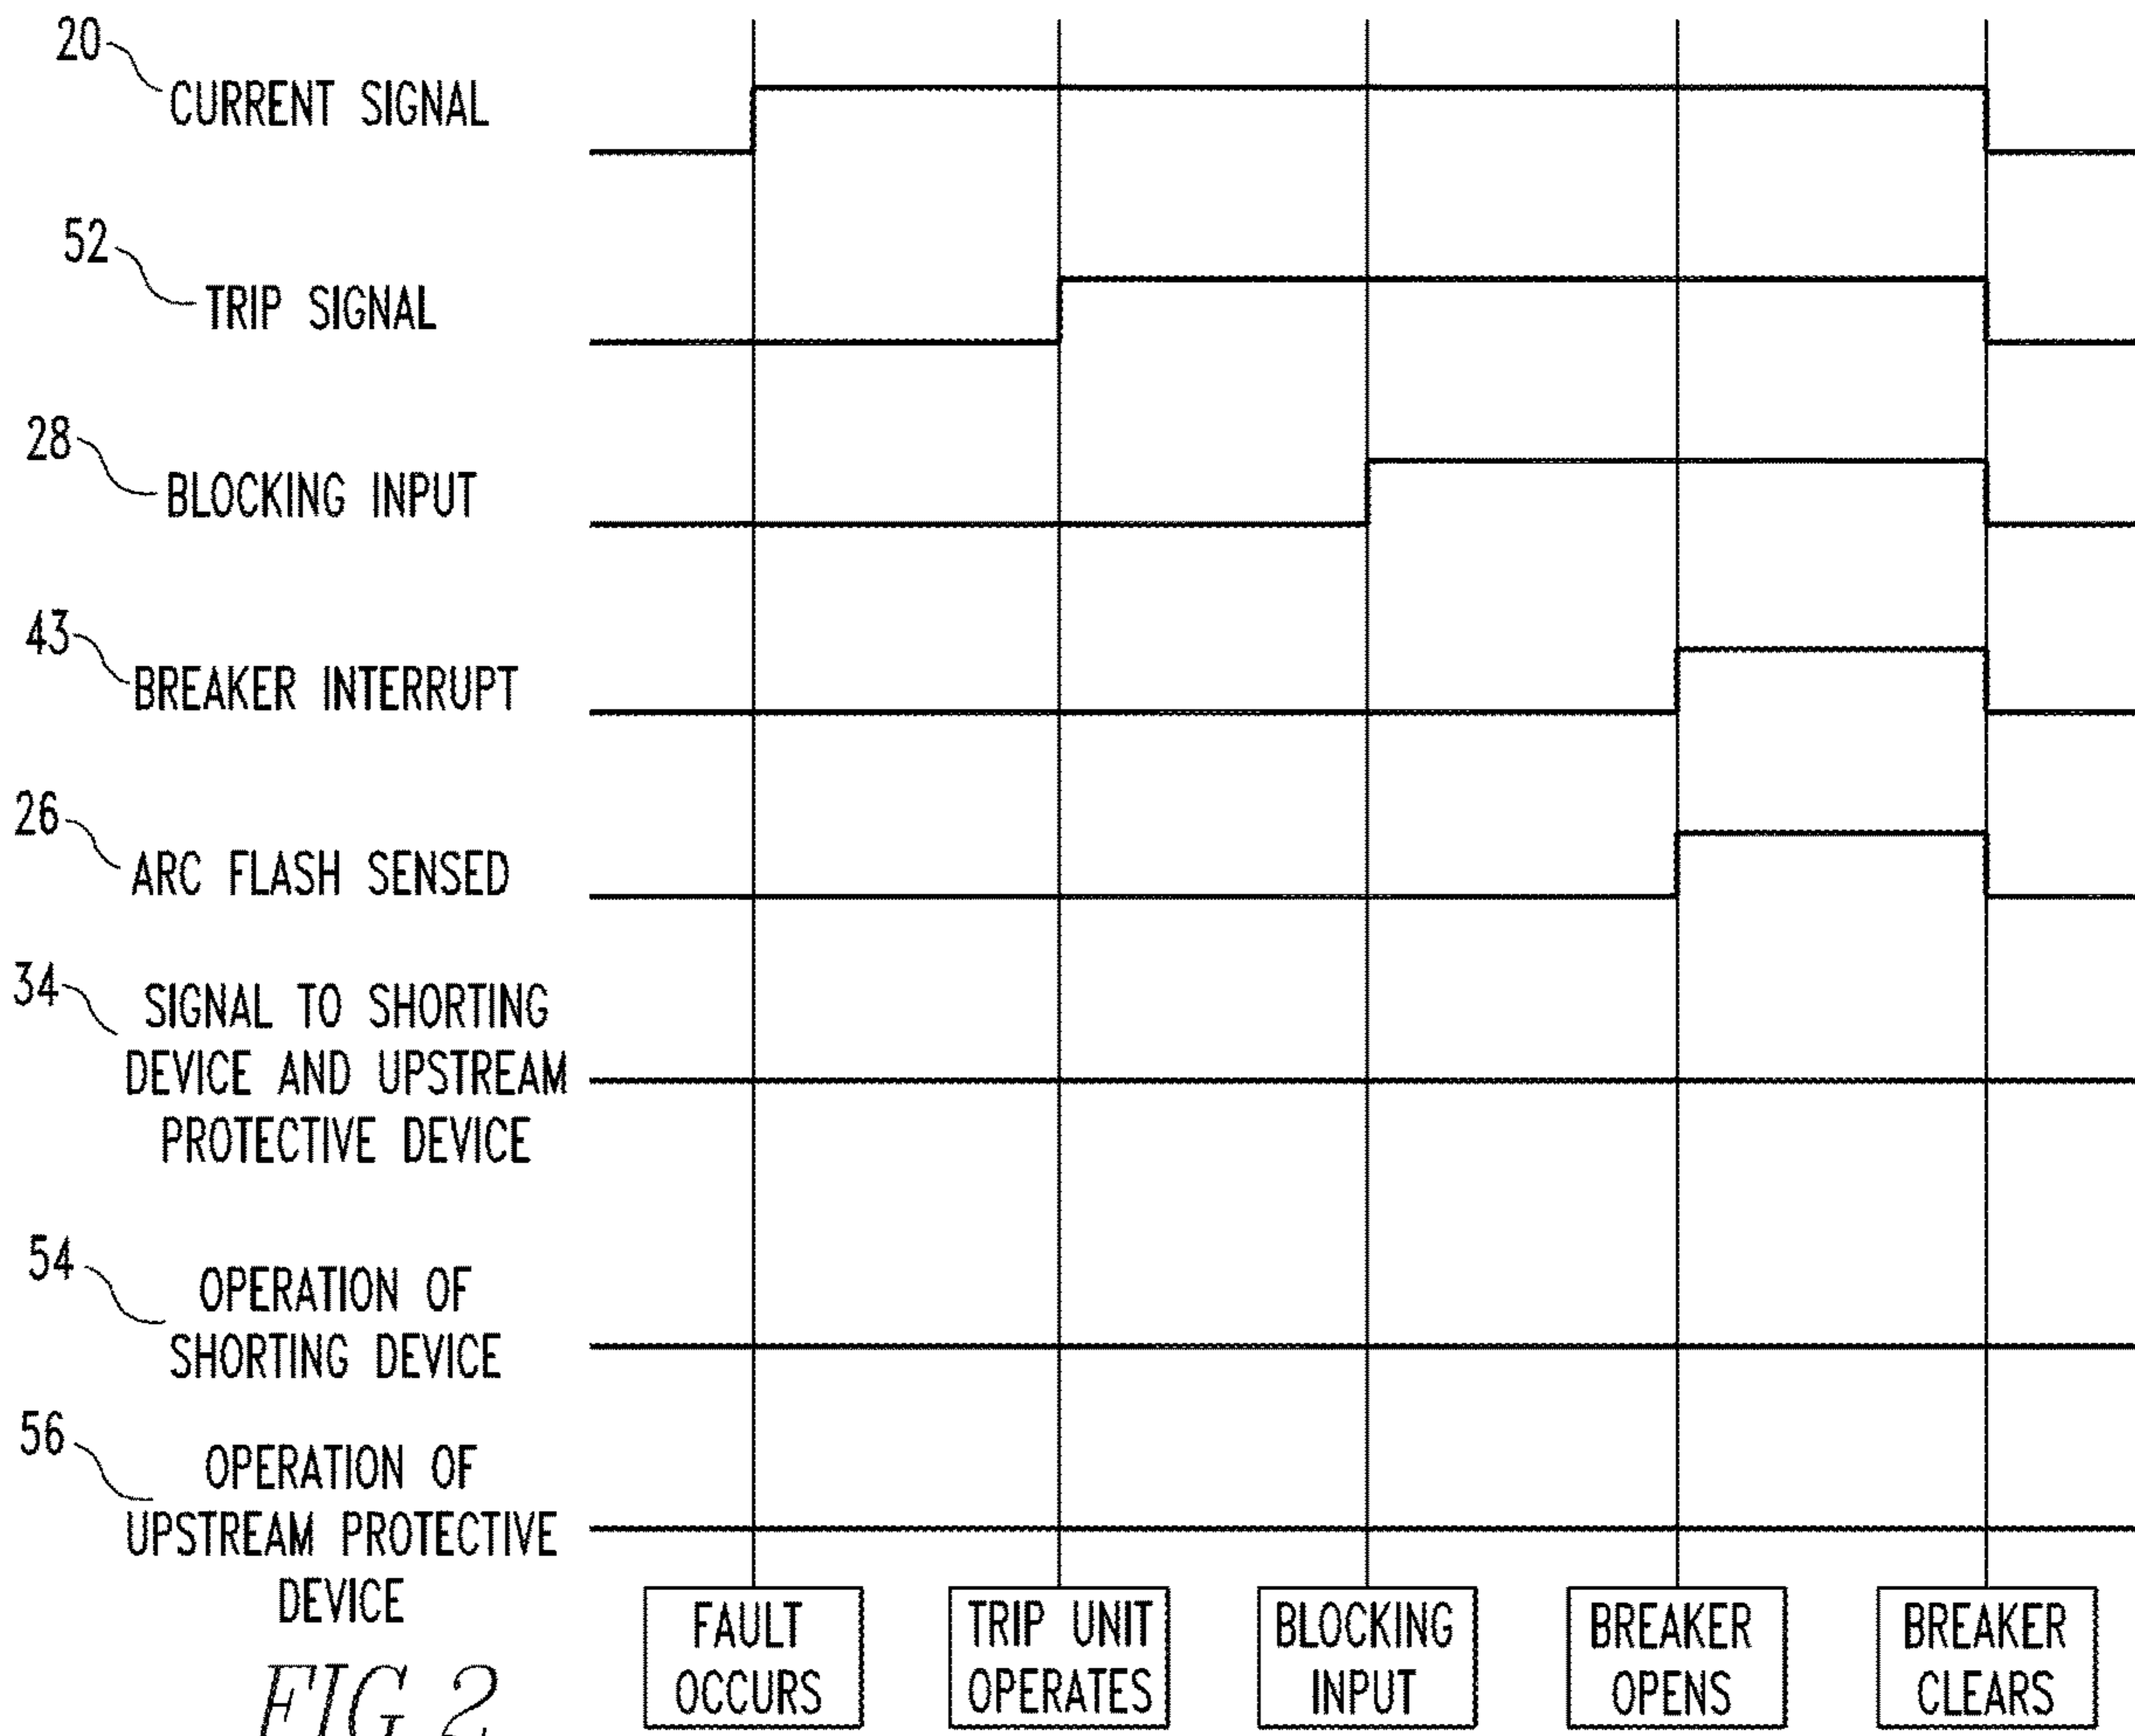 20
CURRENT SIGNAL
52
TRIP SIGNAL
28
BLOCKING INPUT
43
BREAKER INTERRUPT
26
ARC FLASH SENSED
34
SIGNAL TO SHORTING
DEVICE AND UPSTREAM
PROTECTIVE DEVICE
54
OPERATION OF
SHORTING DEVICE
56
OPERATION OF
UPSTREAM PROTECTIVE
DEVICE
FAULT
OCCURS
TRIP UNIT
OPERATES
BLOCKING
INPUT
BREAKER
OPENS
BREAKER
CLEARS
FIG. 2